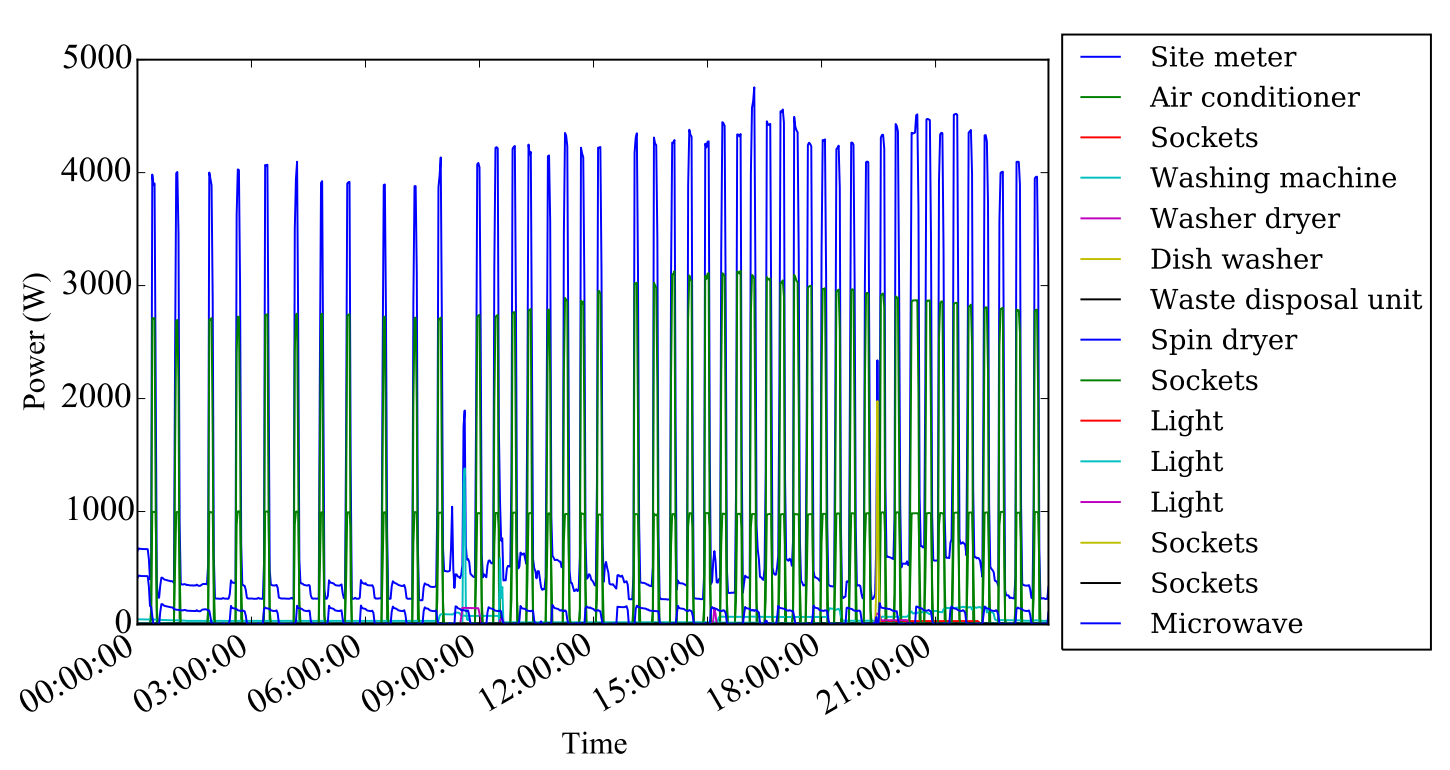 5000
4000
3000
2000
1000
0
Power (W)
00:00:00
03:00:00
06:00:00
09:00:00
12:00:00
15:00:00
18:00:00
21:00:00
Time
Site meter
Air conditioner
Sockets
Washing machine
Washer dryer
Dish washer
Waste disposal unit
Spin dryer
Sockets
Light
Light
Light
Sockets
Sockets
Microwave